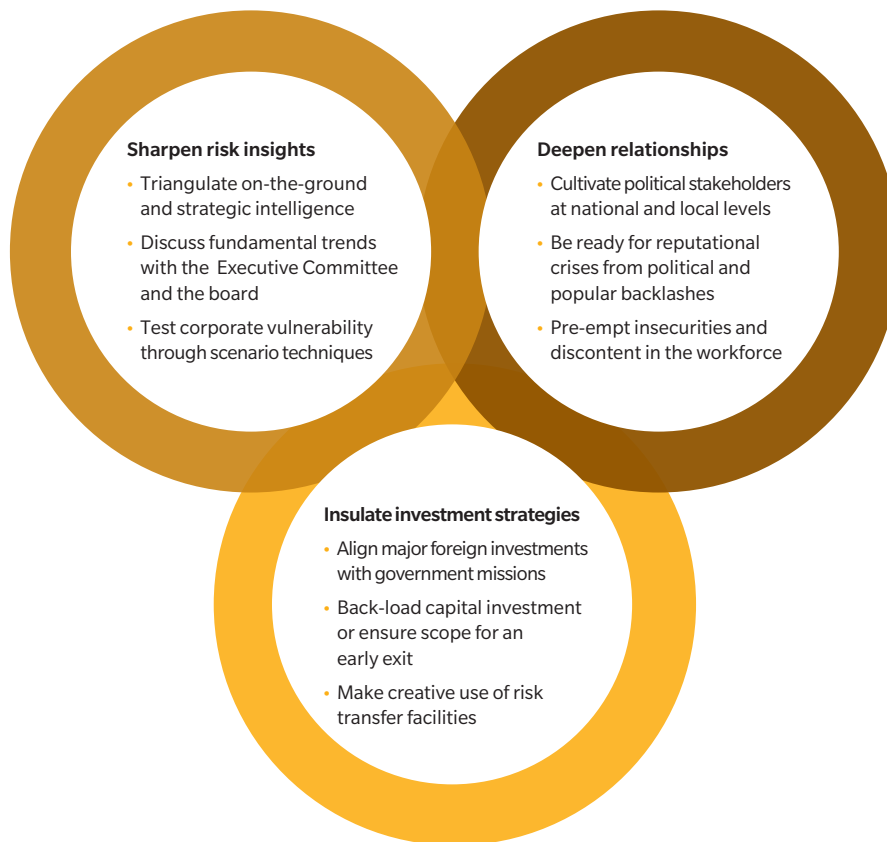 Sharpen risk insights
• Triangulate on-the-ground
and strategic intelligence
• Discuss fundamental trends
with the Executive Committee
and the board
• Test corporate vulnerability
through scenario techniques
Deepen relationships
• Cultivate political stakeholders
at national and local levels
• Be ready for reputational
crises from political and
popular backlashes
• Pre-empt insecurities and
discontent in the workforce
Insulate investment strategies
• Align major foreign investments
with government missions
• Back-load capital investment
or ensure scope for an
early exit
• Make creative use of risk
transfer facilities